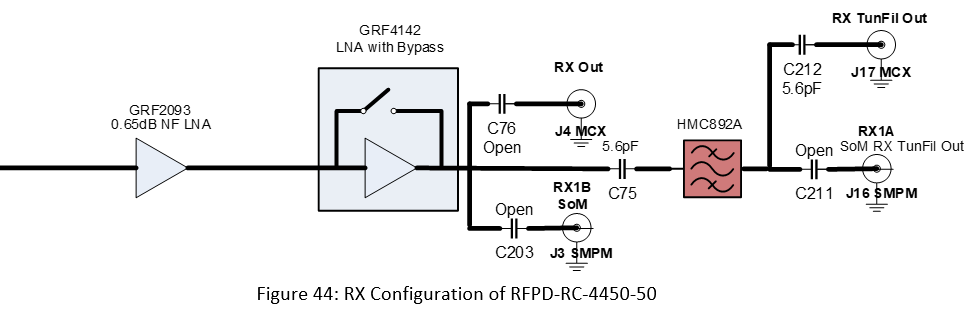 GRF4142
LNA with Bypass
GRF2093
0.65dB NF LNA
RX Out
C76
Open
J4 MCX
RX1B
SoM
Open
C203
J3 SMPM
5.6pF
C75
HMC892A
RX TunFil Out
C212
5.6pF
J17 MCX
RX1A
SoM RX TunFil Out
Open
C211
J16 SMPM
Figure 44: RX Configuration of RFPD-RC-4450-50